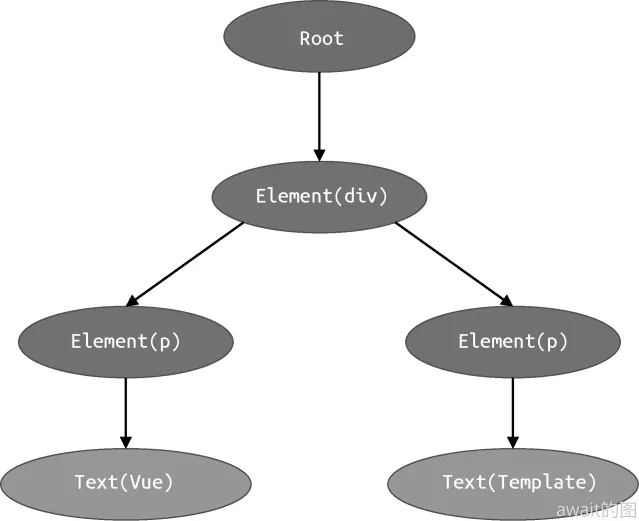 Root
Element(div)
Element(p)
Element(p)
Text(Vue)
Text(Template)
await的图